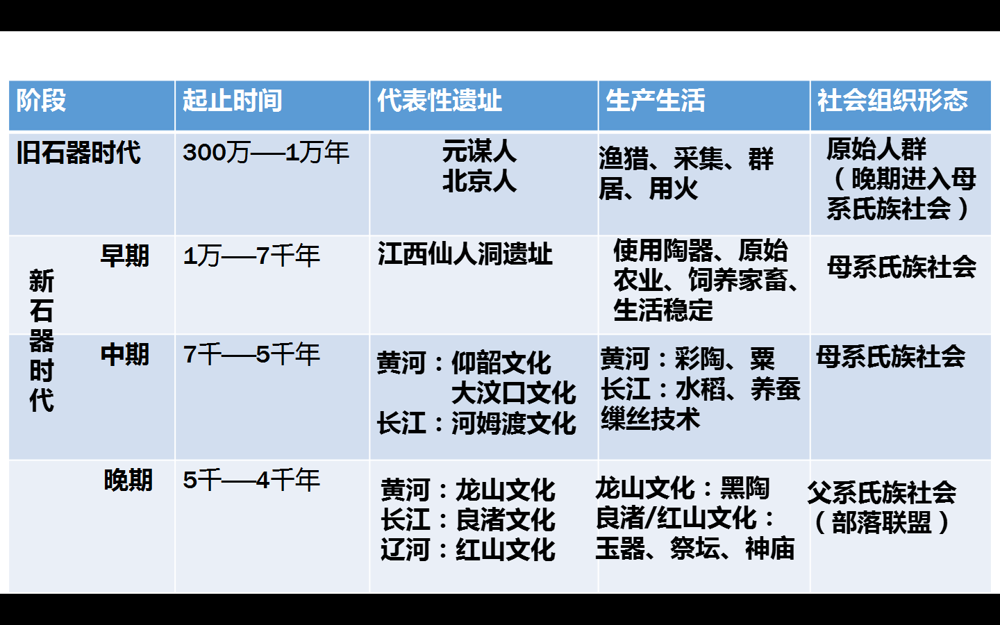 阶段
起止时间
代表性遗址
生产生活
社会组织形态
旧石器时代
300万——1万年
元谋人
北京人
渔猎、采集、群
居、用火
原始人群
（晚期进入母
系氏族社会）
新石器时代
早期
1万——7千年
江西仙人洞遗址
使用陶器、原始
农业、饲养家畜、
生活稳定
母系氏族社会
中期
7千——5千年
黄河：仰韶文化
大汶口文化
长江：河姆渡文化
黄河：彩陶、粟
长江：水稻、养蚕
缫丝技术
母系氏族社会
晚期
5千——4千年
黄河：龙山文化
长江：良渚文化
辽河：红山文化
龙山文化：黑陶
良渚/红山文化：
玉器、祭坛、神庙
父系氏族社会
（部落联盟）